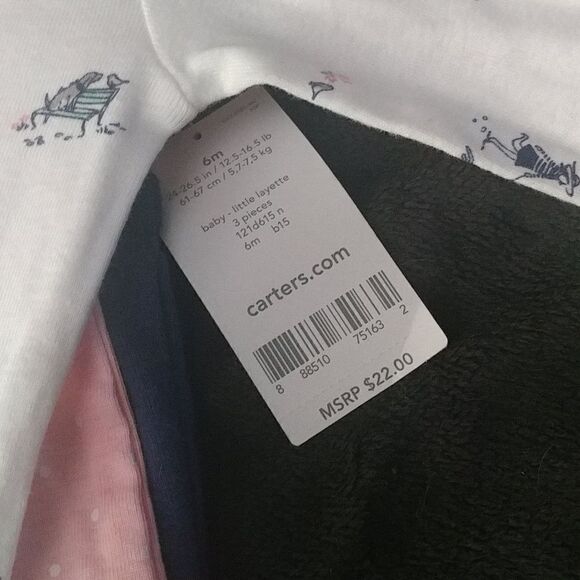 6m
24-26.5 in / 12.5-16.5 lb
61-67 cm / 5,7-7,5 kg
baby - little layette
3 pieces
121d615 n
6m b15
carters.com
8 88510 75163 2
MSRP $22.00